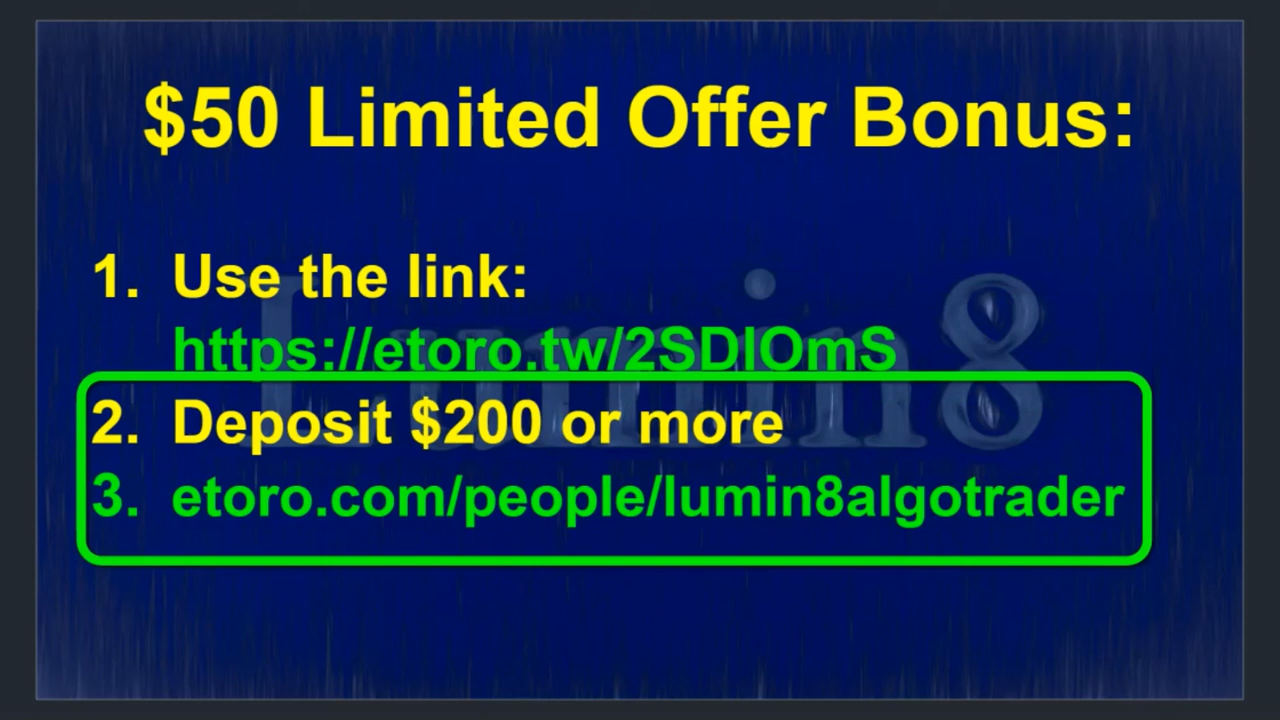 $50 Limited Offer Bonus:
1. Use the link:
https://etoro.tw/2SDIOmS
2. Deposit $200 or more
3. etoro.com/people/lumin8algotrader
Lumin8